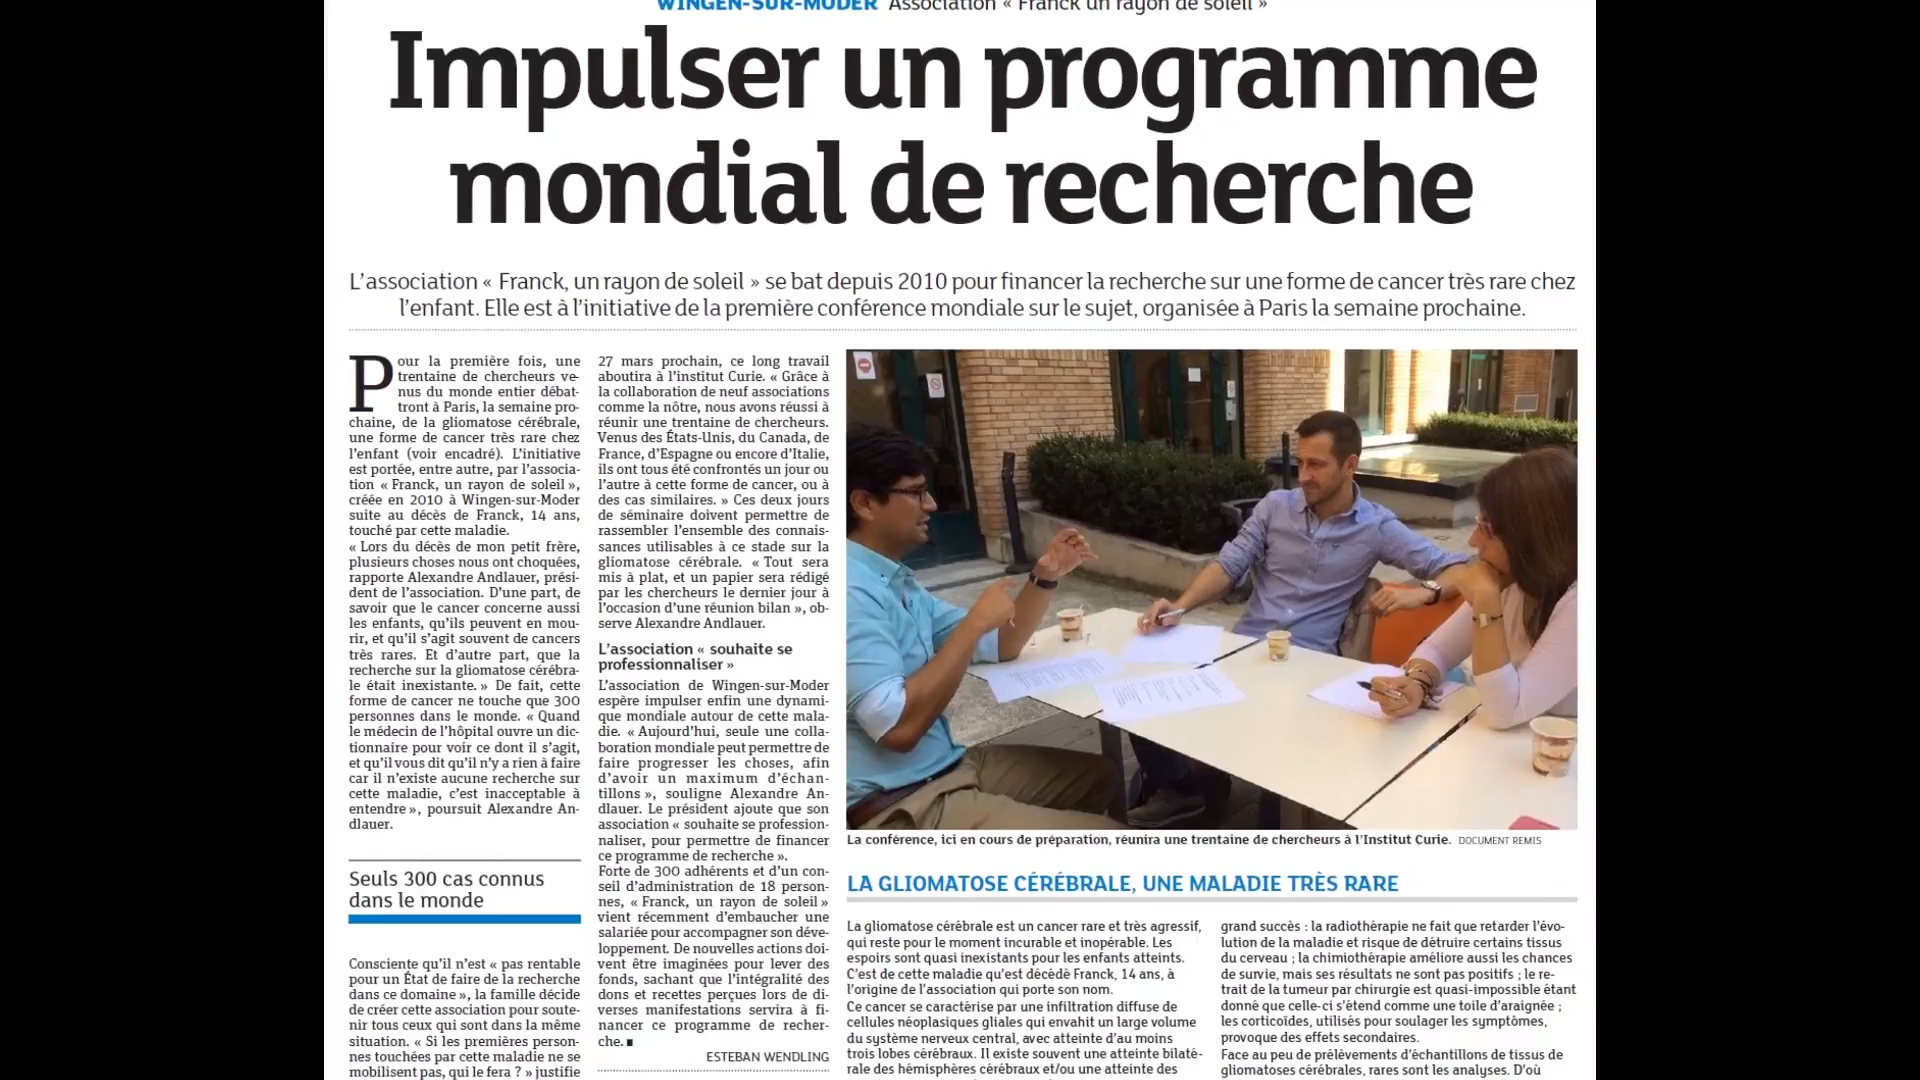 WINGEN-SUR-MODER Association « Franck un rayon de soleil »
Impulser un programme
mondial de recherche
L'association « Franck, un rayon de soleil » se bat depuis 2010 pour financer la recherche sur une forme de cancer très rare chez
l'enfant. Elle est à l'initiative de la première conférence mondiale sur le sujet, organisée à Paris la semaine prochaine.
Pour la première fois, une
trentaine de chercheurs ve-
nus du monde entier débat-
tront à Paris, la semaine pro-
chaine, de la gliomatose cérébrale,
une forme de cancer très rare chez
l'enfant (voir encadré). L'initiative
est portée, entre autre, par l'associa-
tion « Franck, un rayon de soleil »,
créée en 2010 à Wingen-sur-Moder
suite au décès de Franck, 14 ans,
touché par cette maladie.
« Lors du décès de mon petit frère,
plusieurs choses nous ont choquées,
rapporte Alexandre Andlauer, prési-
dent de l'association. D'une part, de
savoir que le cancer concerne aussi
les enfants, qu'ils peuvent en mou-
rir, et qu'il s'agit souvent de cancers
très rares. Et d'autre part, que la
recherche sur la gliomatose cérébra-
le était inexistante. » De fait, cette
forme de cancer ne touche que 300
personnes dans le monde. « Quand
le médecin de l'hôpital ouvre un dic-
tionnaire pour voir ce dont il s'agit,
et qu'il vous dit qu'il n'y a rien à faire
car il n'existe aucune recherche sur
cette maladie, c'est inacceptable à
entendre », poursuit Alexandre An-
dlauer.
Seuls 300 cas connus
dans le monde
Consciente qu'il n'est « pas rentable
pour un État de faire de la recherche
dans ce domaine », la famille décide
de créer cette association pour soute-
nir tous ceux qui sont dans la même
situation. « Si les premières person-
nes touchées par cette maladie ne se
mobilisent pas, qui le fera ? » justifie
27 mars prochain, ce long travail
aboutira à l'institut Curie. « Grâce à
la collaboration de neuf associations
comme la nôtre, nous avons réussi à
réunir une trentaine de chercheurs.
Venus des États-Unis, du Canada, de
France, d'Espagne ou encore d'Italie,
ils ont tous été confrontés un jour ou
l'autre à cette forme de cancer, ou à
des cas similaires. » Ces deux jours
de séminaire doivent permettre de
rassembler l'ensemble des connais-
sances utilisables à ce stade sur la
gliomatose cérébrale. « Tout sera
mis à plat, et un papier sera rédigé
par les chercheurs le dernier jour à
l'occasion d'une réunion bilan », ob-
serve Alexandre Andlauer.
L'association « souhaite se
professionnaliser »
L'association de Wingen-sur-Moder
espère impulser enfin une dynami-
que mondiale autour de cette mala-
die. « Aujourd'hui, seule une colla-
boration mondiale peut permettre de
faire progresser les choses, afin
d'avoir un maximum d'échan-
tillons », souligne Alexandre An-
dlauer. Le président ajoute que son
association « souhaite se profession-
naliser, pour permettre de financer
ce programme de recherche ».
Forte de 300 adhérents et d'un con-
seil d'administration de 18 person-
nes, « Franck, un rayon de soleil »
vient récemment d'embaucher une
salariée pour accompagner son déve-
loppement. De nouvelles actions doi-
vent être imaginées pour lever des
fonds, sachant que l'intégralité des
dons et recettes perçues lors de di-
verses manifestations servira à fi-
nancer ce programme de recher-
che. ■
ESTEBAN WENDLING
La conférence, ici en cours de préparation, réunira une trentaine de chercheurs à l'Institut Curie. DOCUMENT REMIS
LA GLIOMATOSE CÉRÉBRALE, UNE MALADIE TRÈS RARE
La gliomatose cérébrale est un cancer rare et très agressif,
qui reste pour le moment incurable et inopérable. Les
espoirs sont quasi inexistants pour les enfants atteints.
C'est de cette maladie qu'est décédé Franck, 14 ans, à
l'origine de l'association qui porte son nom.
Ce cancer se caractérise par une infiltration diffuse de
cellules néoplasiques gliales qui envahit un large volume
du système nerveux central, avec atteinte d'au moins
trois lobes cérébraux. Il existe souvent une atteinte bilaté-
rale des hémisphères cérébraux et/ou une atteinte des
grand succès : la radiothérapie ne fait que retarder l'évo-
lution de la maladie et risque de détruire certains tissus
du cerveau ; la chimiothérapie améliore aussi les chances
de survie, mais ses résultats ne sont pas positifs ; le re-
trait de la tumeur par chirurgie est quasi-impossible étant
donné que celle-ci s'étend comme une toile d'araignée ;
les corticoïdes, utilisés pour soulager les symptômes,
provoque des effets secondaires.
Face au peu de prélèvements d'échantillons de tissus de
gliomatoses cérébrales, rares sont les analyses. D'où